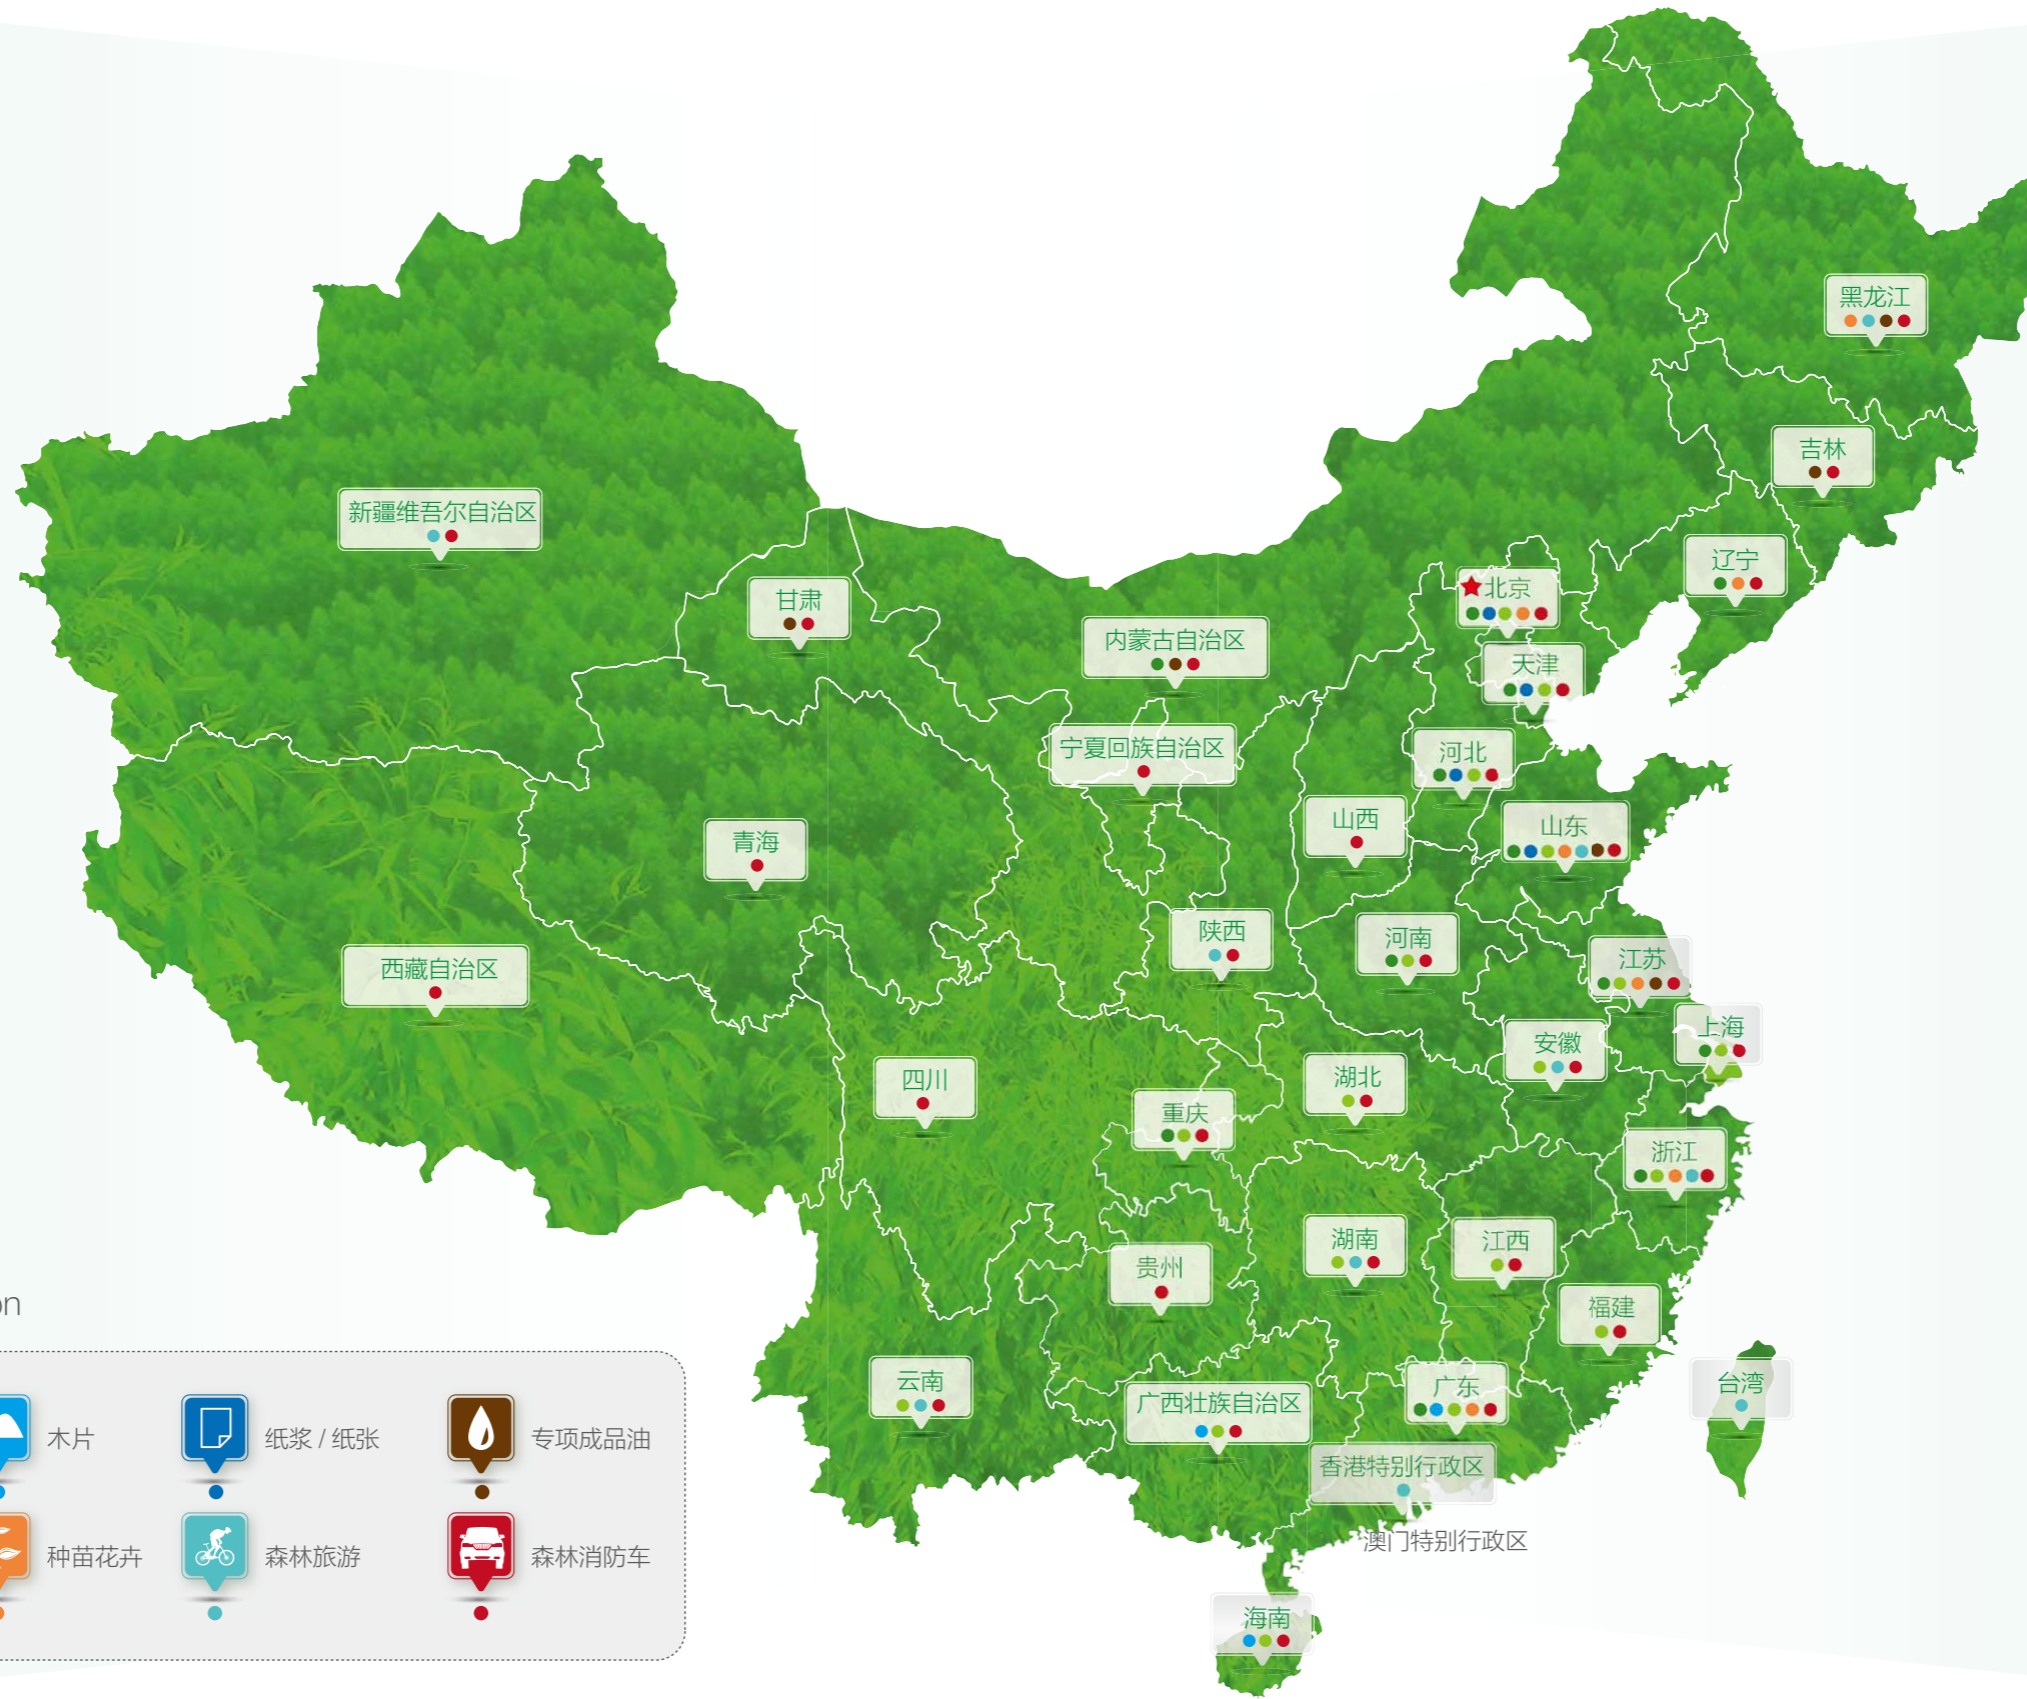 黑龙江
吉林
新疆维吾尔自治区
辽宁
北京
甘肃
内蒙古自治区
天津
宁夏回族自治区
河北
山西
山东
青海
陕西
河南
江苏
西藏自治区
上海
安徽
四川
湖北
重庆
浙江
湖南
江西
贵州
on
福建
云南
广东
台湾
广西壮族自治区
木片
纸浆 / 纸张
专项成品油
香港特别行政区
澳门特别行政区
种苗花卉
森林旅游
森林消防车
海南